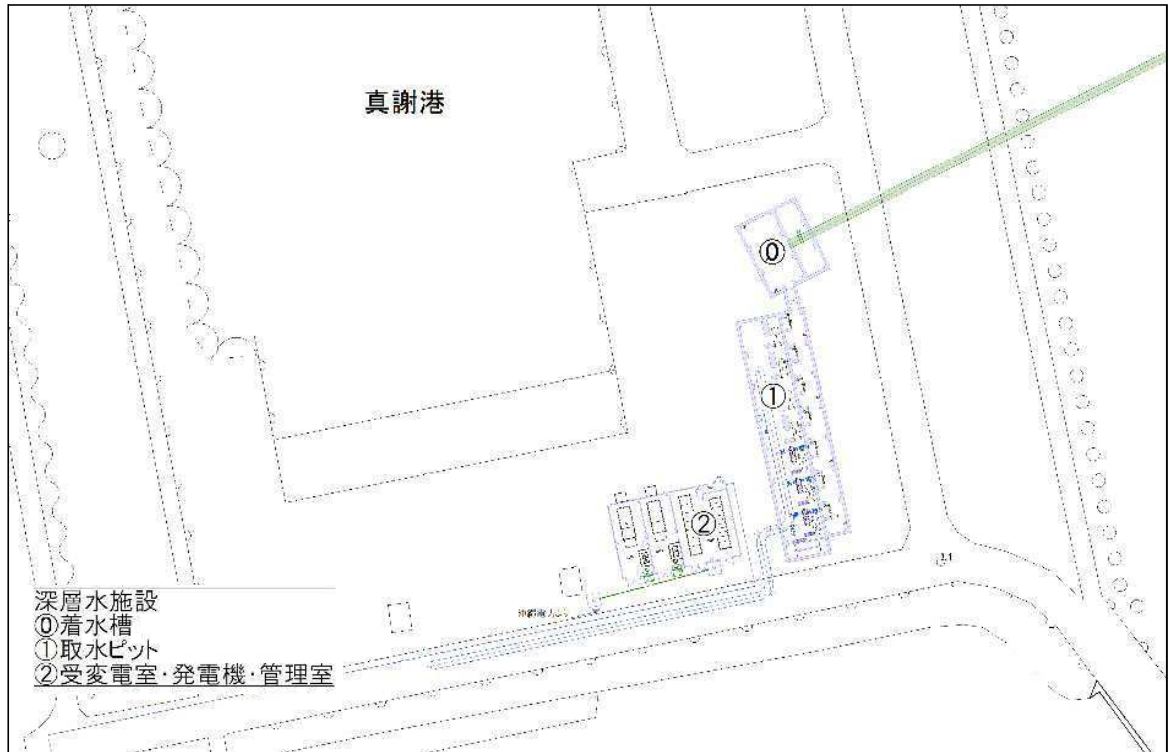 真謝港
⓪
①
②
深層水施設
⓪着水槽
①取水ピット
②受変電室・発電機・管理室